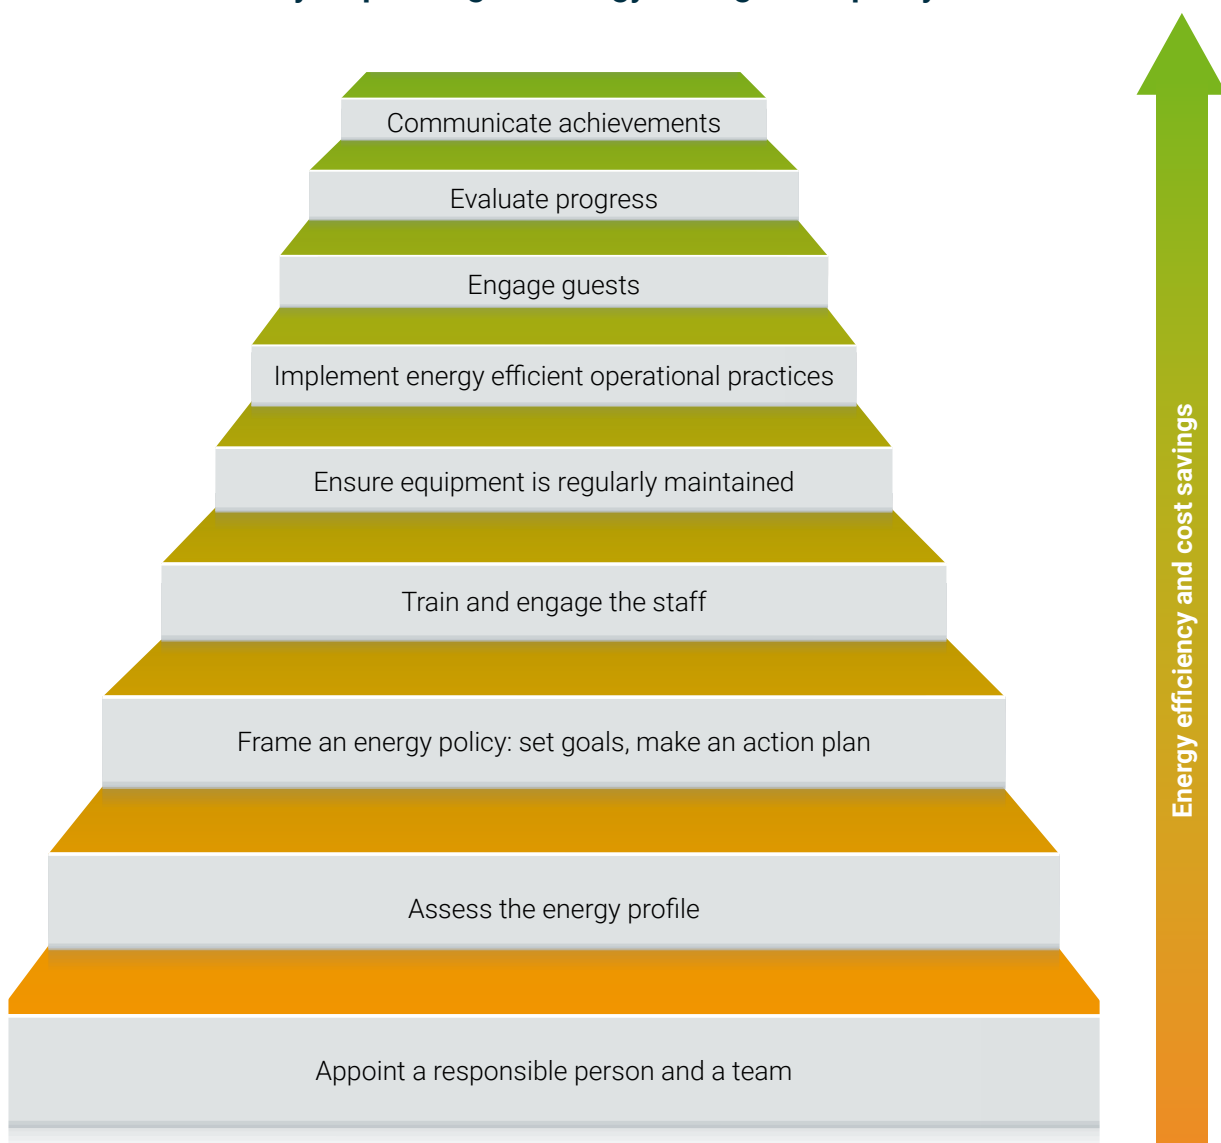 Communicate achievements
Evaluate progress
Engage guests
Implement energy efficient operational practices
Ensure equipment is regularly maintained
Train and engage the staff
Frame an energy policy: set goals, make an action plan
Assess the energy profile
Appoint a responsible person and a team
Energy efficiency and cost savings